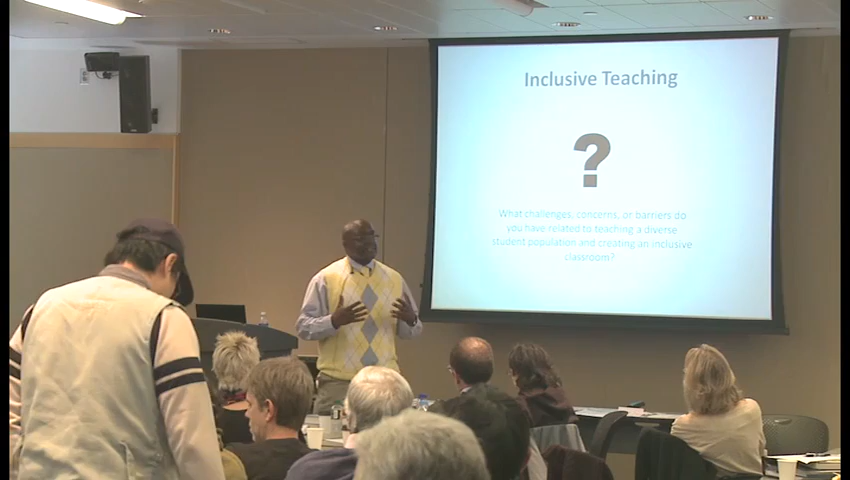 Inclusive Teaching
?
What challenges, concerns, or barriers do
you have related to teaching a diverse
student population and creating an inclusive
classroom?